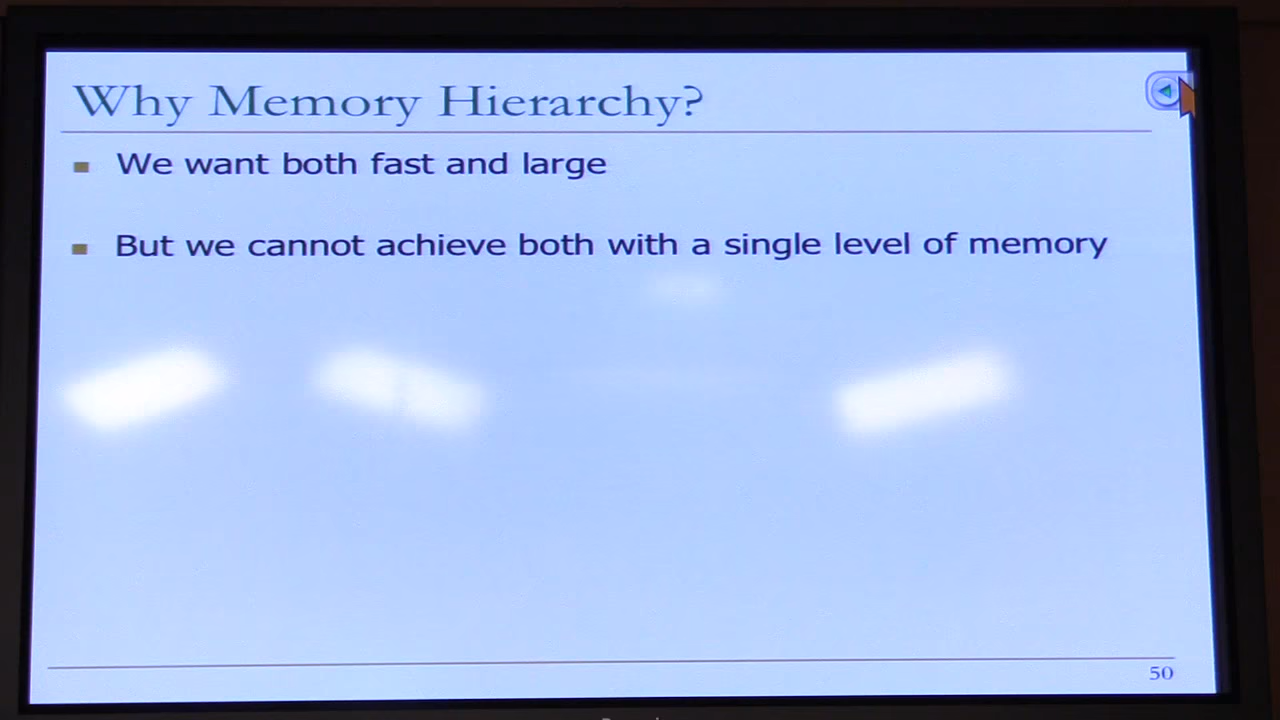 Why Memory Hierarchy?
We want both fast and large
But we cannot achieve both with a single level of memory
50